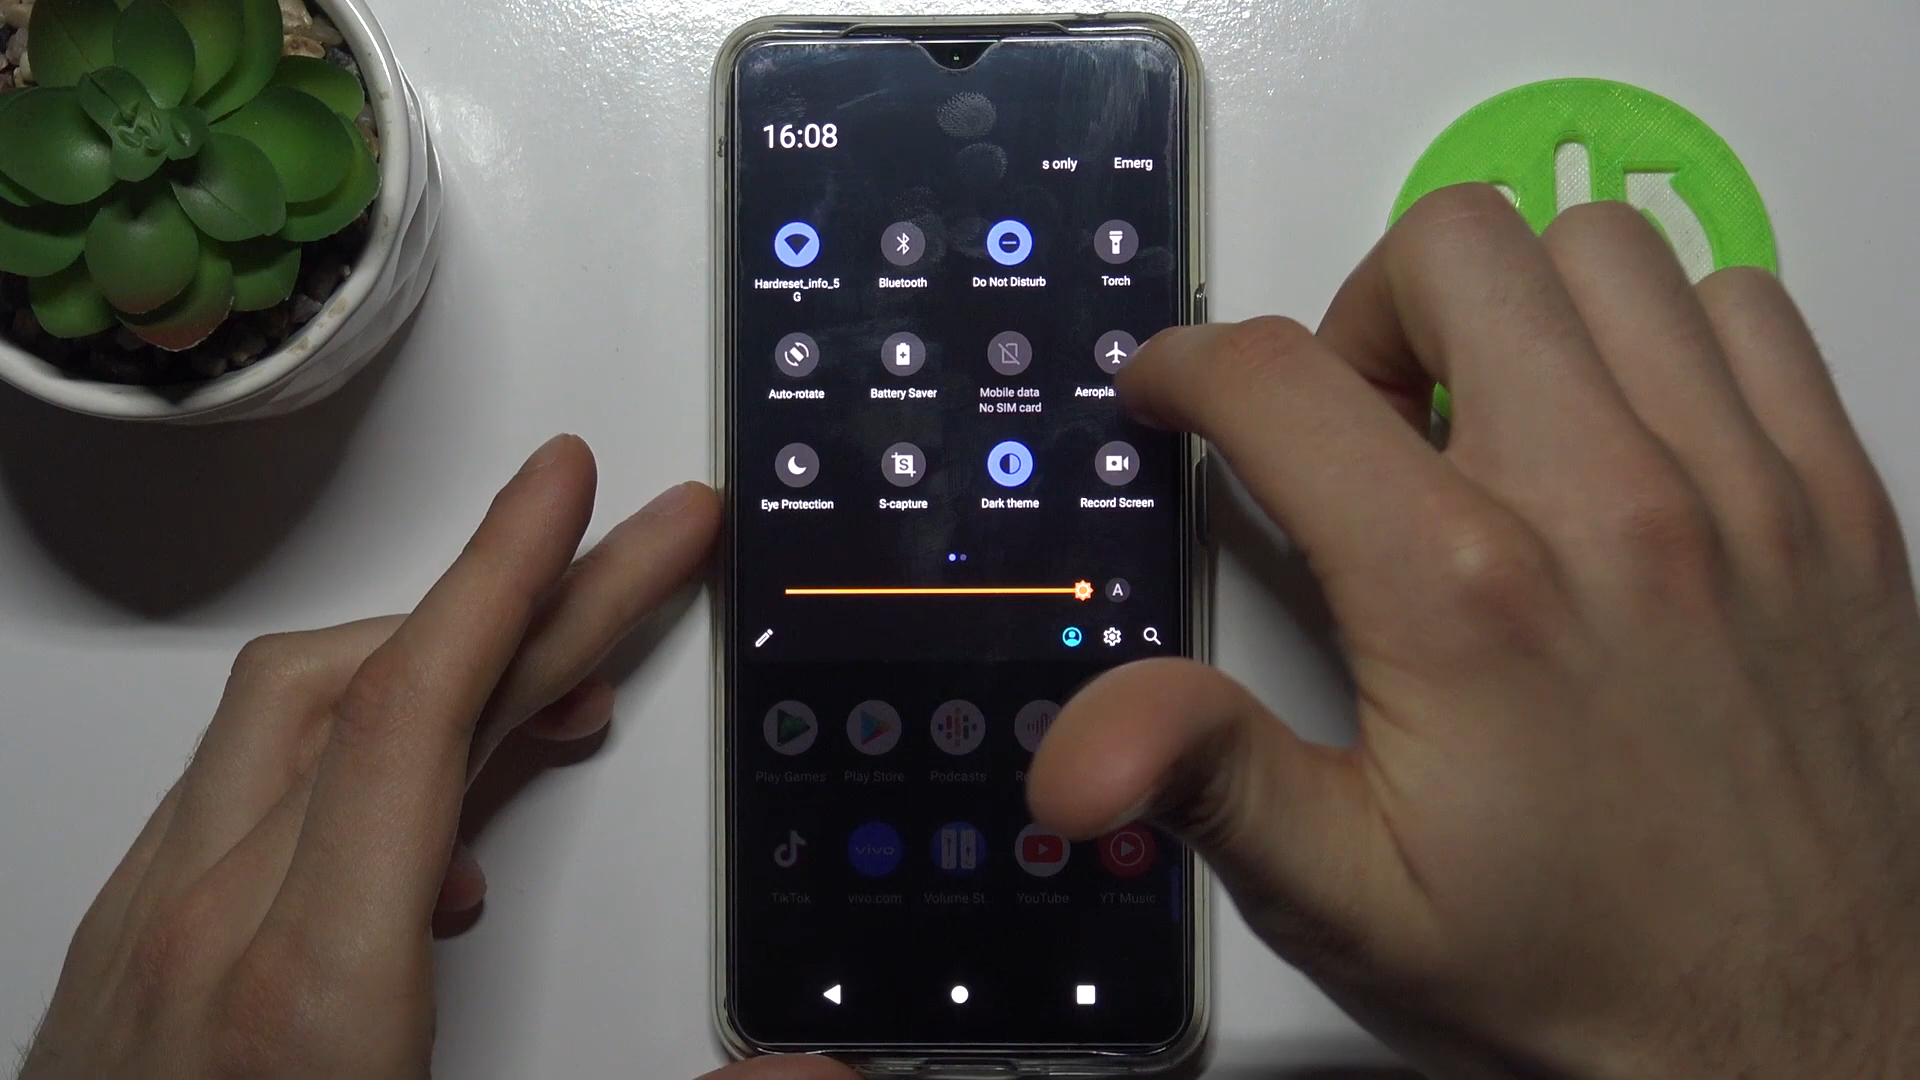 16:08
s only Emerg
Hardreset_info_5
G
Bluetooth
Do Not Disturb
Torch
Auto-rotate
Battery Saver
Mobile data
No SIM card
Aeropla
Eye Protection
S-capture
Dark theme
Record Screen
A
Play Games
Play Store
Podcasts
TikTok
vivo
vivo.com
Volume St..
YouTube
YT Music